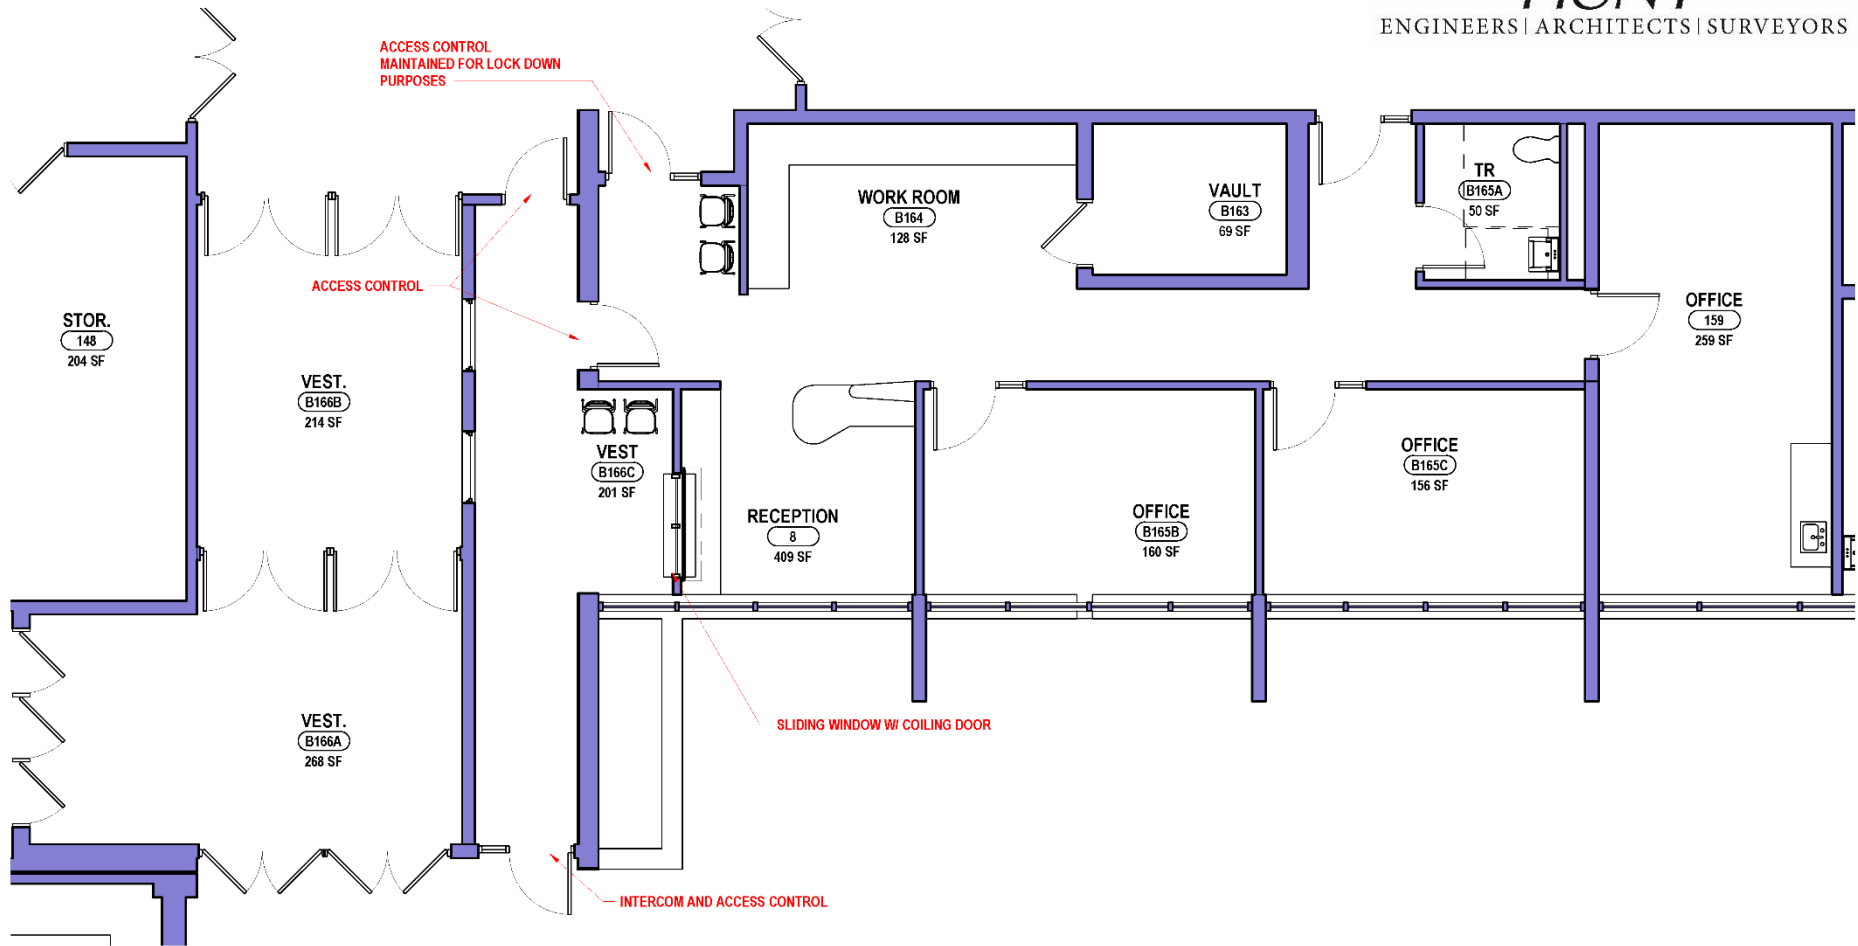 ENGINEERS | ARCHITECTS | SURVEYORS
ACCESS CONTROL
MAINTAINED FOR LOCK DOWN
PURPOSES
WORK ROOM
B164
128 SF
VAULT
B163
69 SF
TR
B165A
50 SF
ACCESS CONTROL
STOR.
148
204 SF
OFFICE
159
259 SF
VEST.
B166B
214 SF
VEST
B166C
201 SF
RECEPTION
8
409 SF
OFFICE
B165B
160 SF
OFFICE
B165C
156 SF
VEST.
B166A
268 SF
SLIDING WINDOW W/ COILING DOOR
INTERCOM AND ACCESS CONTROL